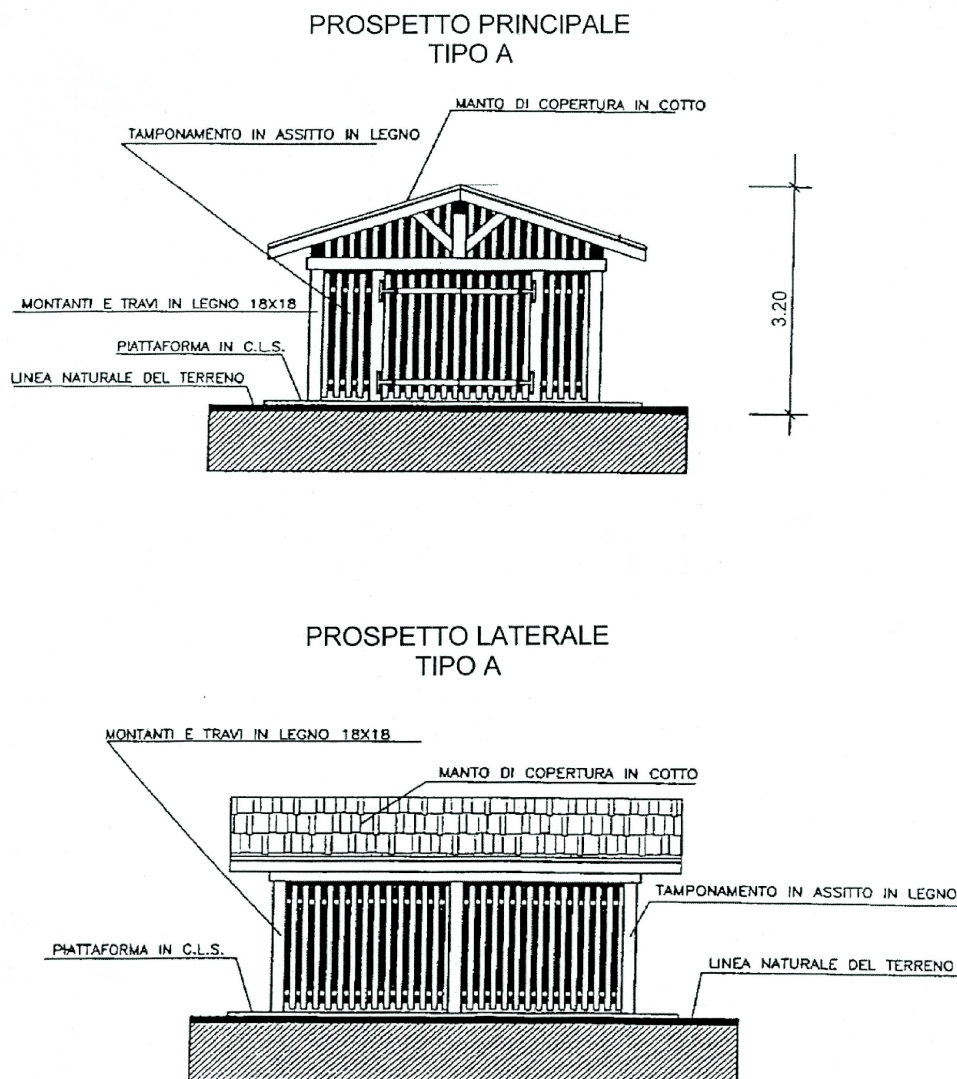 PROSPETTO PRINCIPALE
TIPO A
MANTO DI COPERTURA IN COTTO
TAMPONAMENTO IN ASSITTO IN LEGNO
MONTANTI E TRAVI IN LEGNO 18X18
3.20
PIATTAFORMA IN C.L.S.
LINEA NATURALE DEL TERRENO
PROSPETTO LATERALE
TIPO A
MONTANTI E TRAVI IN LEGNO 18X18
MANTO DI COPERTURA IN COTTO
TAMPONAMENTO IN ASSITTO IN LEGNO
PIATTAFORMA IN C.L.S.
LINEA NATURALE DEL TERRENO